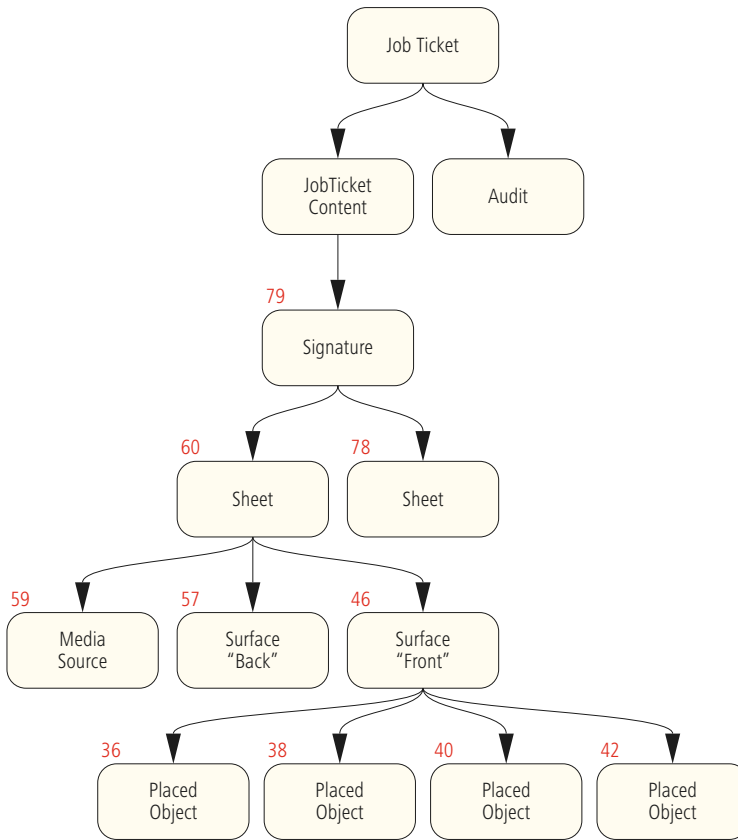 Job Ticket
JobTicket
Content
Audit
79
Signature
60
Sheet
78
Sheet
59
Media
Source
57
Surface
“Back”
46
Surface
“Front”
36
Placed
Object
38
Placed
Object
40
Placed
Object
42
Placed
Object